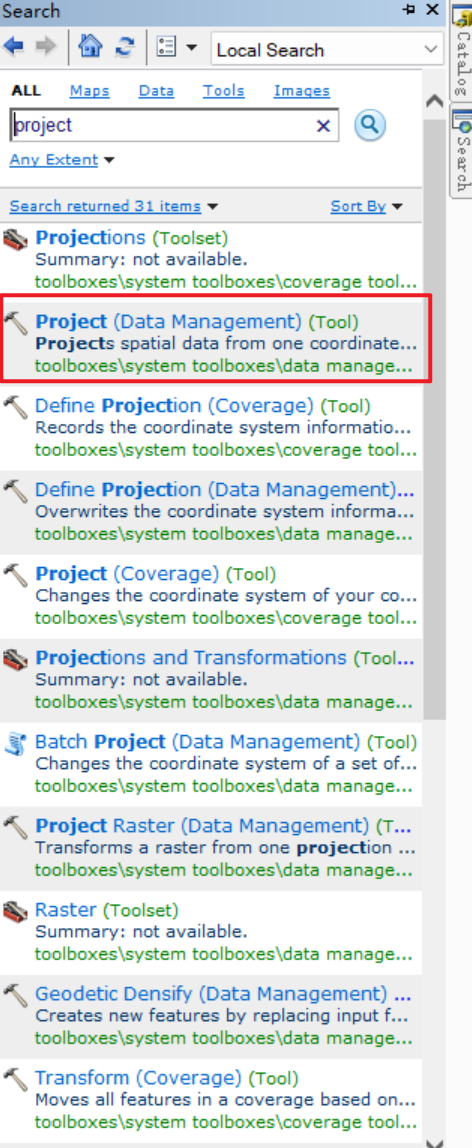 Search
Local Search
ALL Maps Data Tools Images
project
Any Extent
Search returned 31 items Sort By
Projections (Toolset)
Summary: not available.
toolboxes\system toolboxes\coverage tool...
Project (Data Management) (Tool)
Projects spatial data from one coordinate...
toolboxes\system toolboxes\data manage...
Define Projection (Coverage) (Tool)
Records the coordinate system informatio...
toolboxes\system toolboxes\coverage tool...
Define Projection (Data Management)...
Overwrites the coordinate system informa...
toolboxes\system toolboxes\data manage...
Project (Coverage) (Tool)
Changes the coordinate system of your co...
toolboxes\system toolboxes\coverage tool...
Projections and Transformations (Tool...
Summary: not available.
toolboxes\system toolboxes\data manage...
Batch Project (Data Management) (Tool)
Changes the coordinate system of a set of...
toolboxes\system toolboxes\data manage...
Project Raster (Data Management) (T...
Transforms a raster from one projection ...
toolboxes\system toolboxes\data manage...
Raster (Toolset)
Summary: not available.
toolboxes\system toolboxes\data manage...
Geodetic Densify (Data Management) ...
Creates new features by replacing input f...
toolboxes\system toolboxes\data manage...
Transform (Coverage) (Tool)
Moves all features in a coverage based on...
toolboxes\system toolboxes\coverage tool...
Catalog
Search